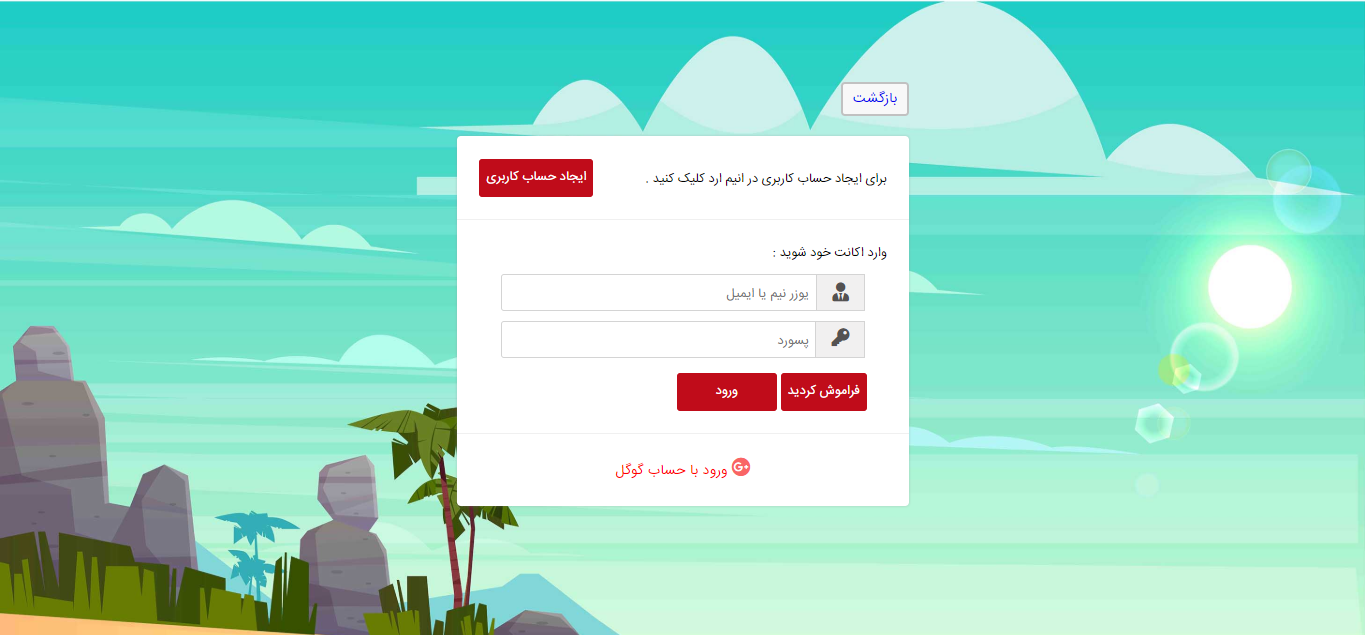 بازگشت
برای ایجاد حساب کاربری در انیم ارد کلیک کنید .
ایجاد حساب کاربری
وارد اکانت خود شوید :
یوزر نیم یا ایمیل
پسورد
فراموش کردید
ورود
G+ ورود با حساب گوگل